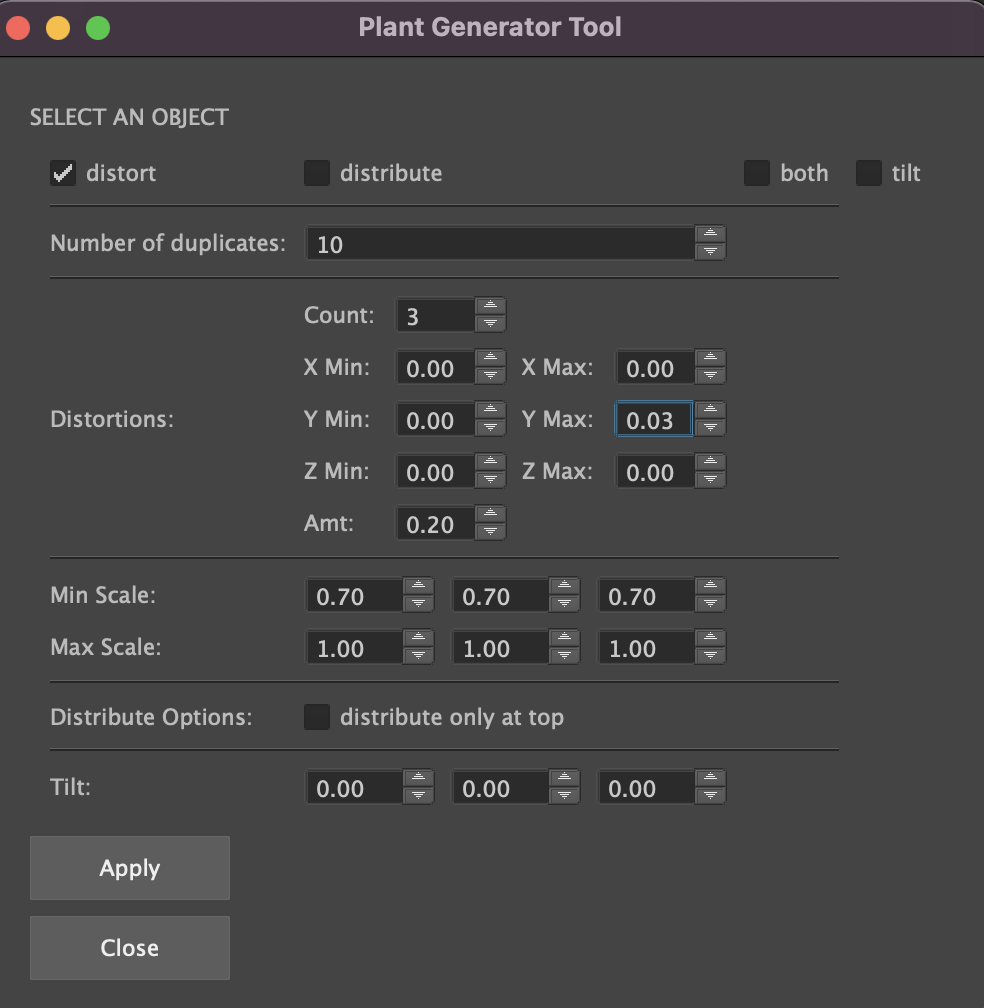 Plant Generator Tool
SELECT AN OBJECT
distort distribute both tilt
Number of duplicates: 10
Count: 3
X Min: 0.00 X Max: 0.00
Distortions: Y Min: 0.00 Y Max: 0.03
Z Min: 0.00 Z Max: 0.00
Amt: 0.20
Min Scale: 0.70 0.70 0.70
Max Scale: 1.00 1.00 1.00
Distribute Options: distribute only at top
Tilt: 0.00 0.00 0.00
Apply
Close